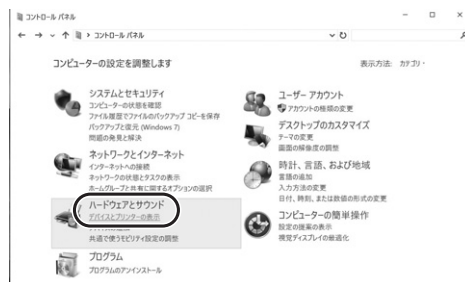 コントロール パネル
コントロール パネル
コンピューターの設定を調整します
表示方法: カテゴリ
システムとセキュリティ
コンピューターの状態を確認
ファイル履歴でファイルのバックアップ コピーを保存
バックアップと復元 (Windows 7)
問題の発見と解決
ネットワークとインターネット
インターネットへの接続
ネットワークの状態とタスクの表示
ホームグループと共有に関するオプションの選択
ハードウェアとサウンド
デバイスとプリンターの表示
共通で使うモビリティ設定の調整
プログラム
プログラムのアンインストール
ユーザー アカウント
アカウントの種類の変更
デスクトップのカスタマイズ
テーマの変更
画面の解像度の調整
時計、言語、および地域
言語の追加
入力方法の変更
日付、時刻、または数値の形式の変更
コンピューターの簡単操作
設定の提案の表示
視覚ディスプレイの最適化